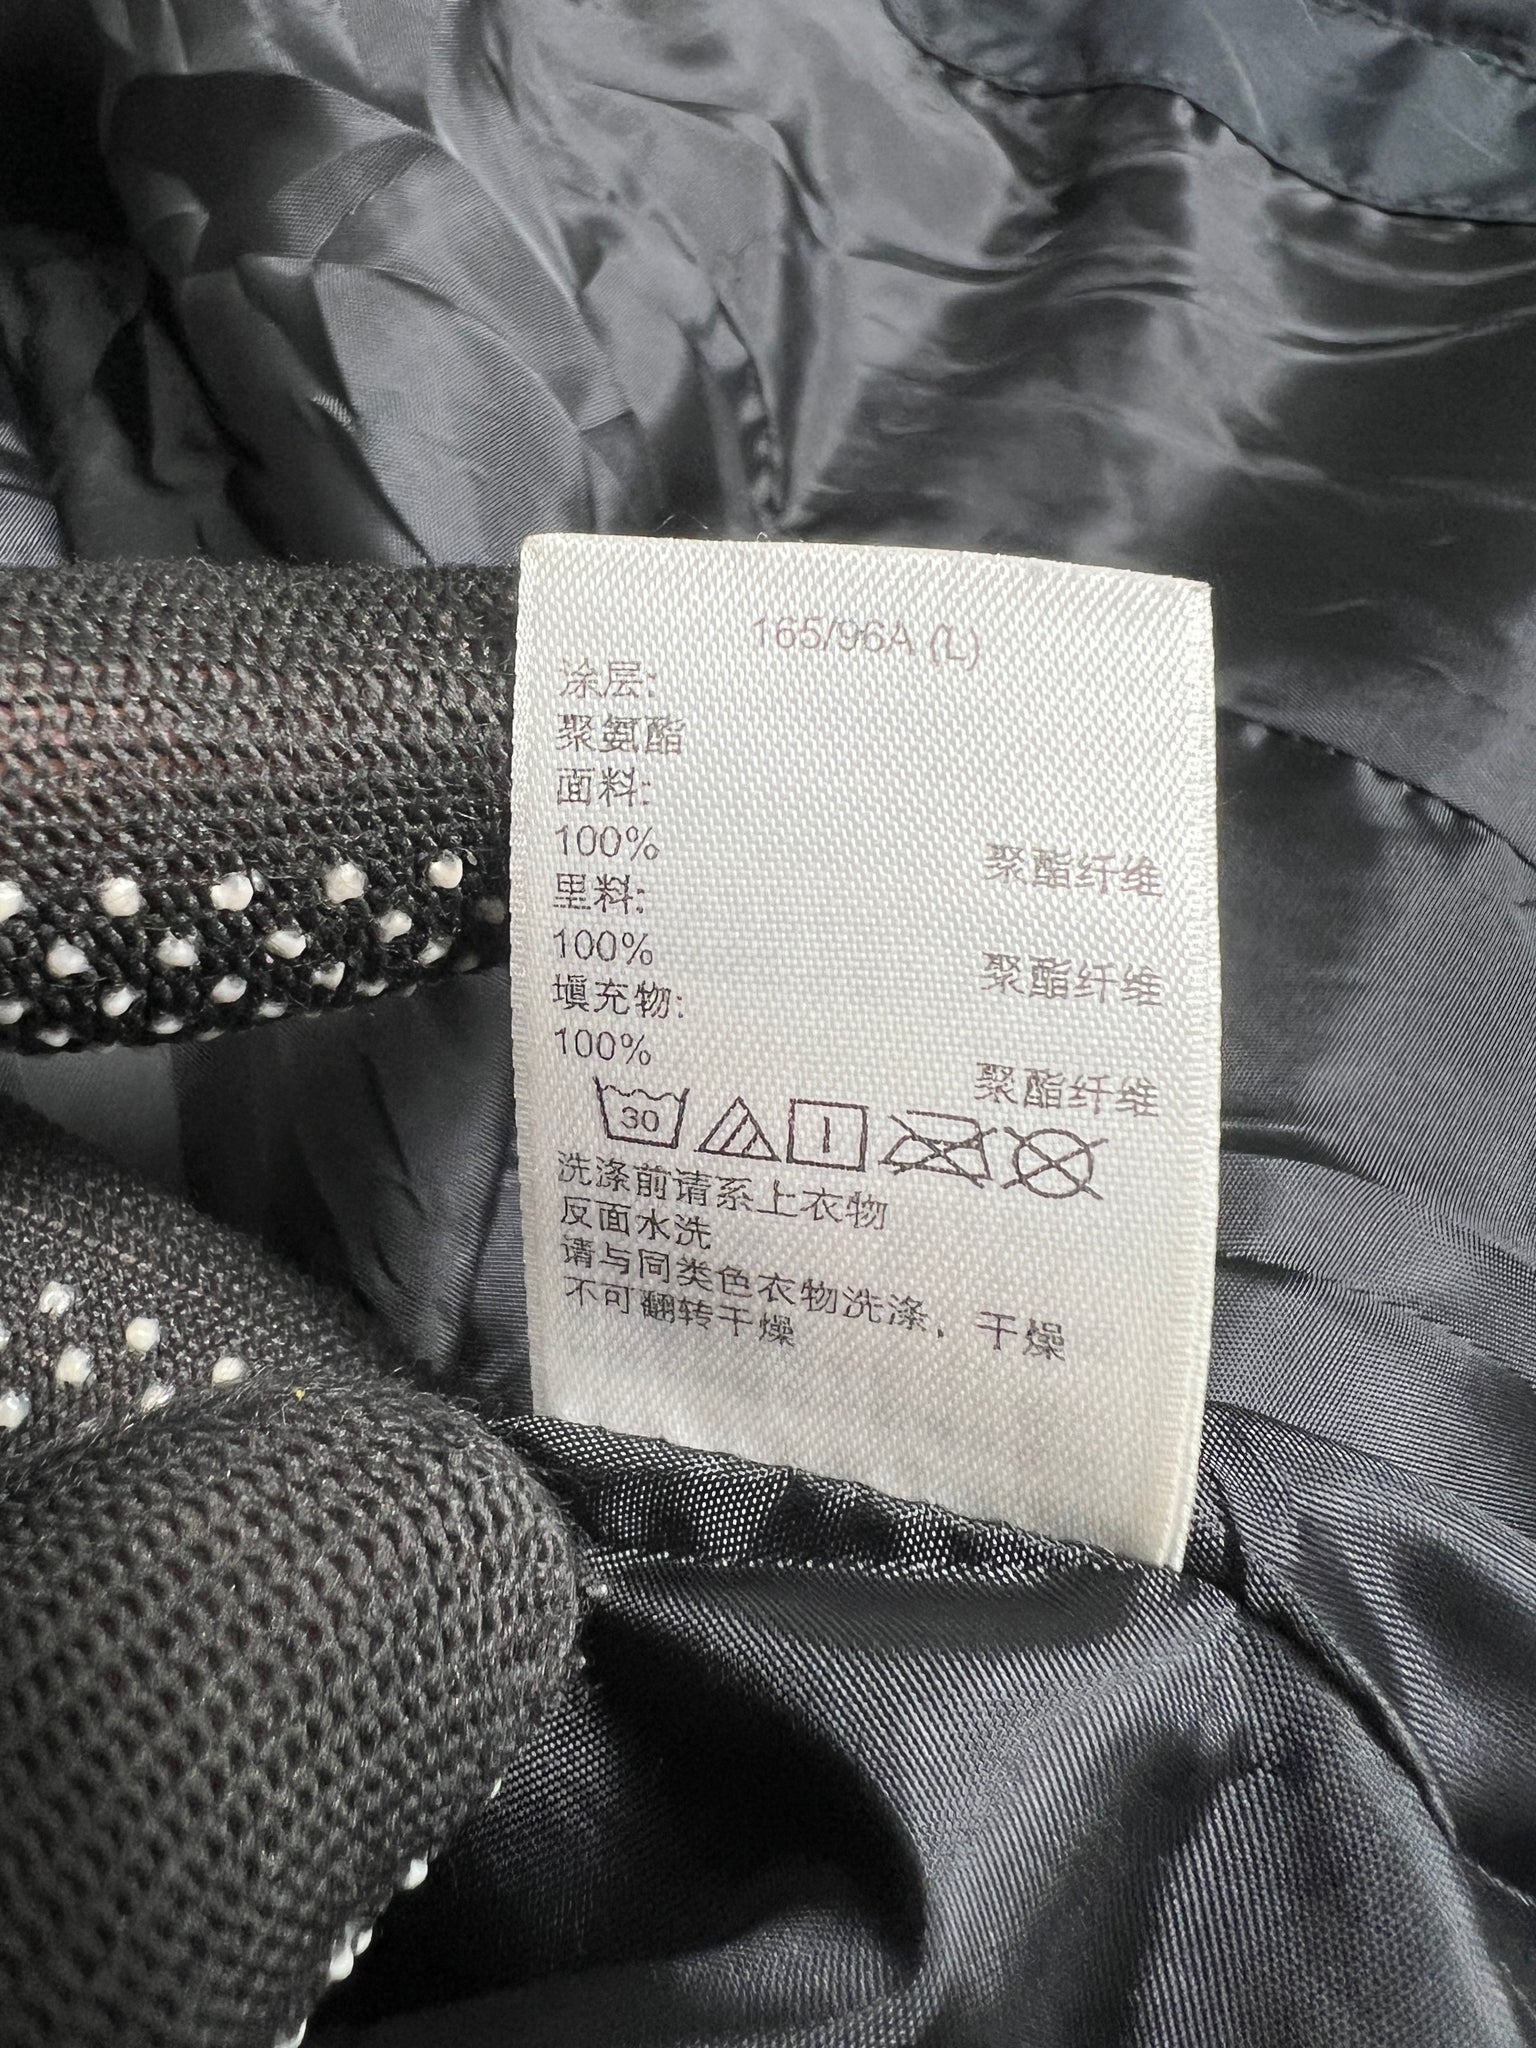 165/96A (L)
涂层:
聚氨酯
面料:
100% 聚酯纤维
里料:
100% 聚酯纤维
填充物:
100% 聚酯纤维
30
洗涤前请系上衣物
反面水洗
请与同类色衣物洗涤，干燥
不可翻转干燥